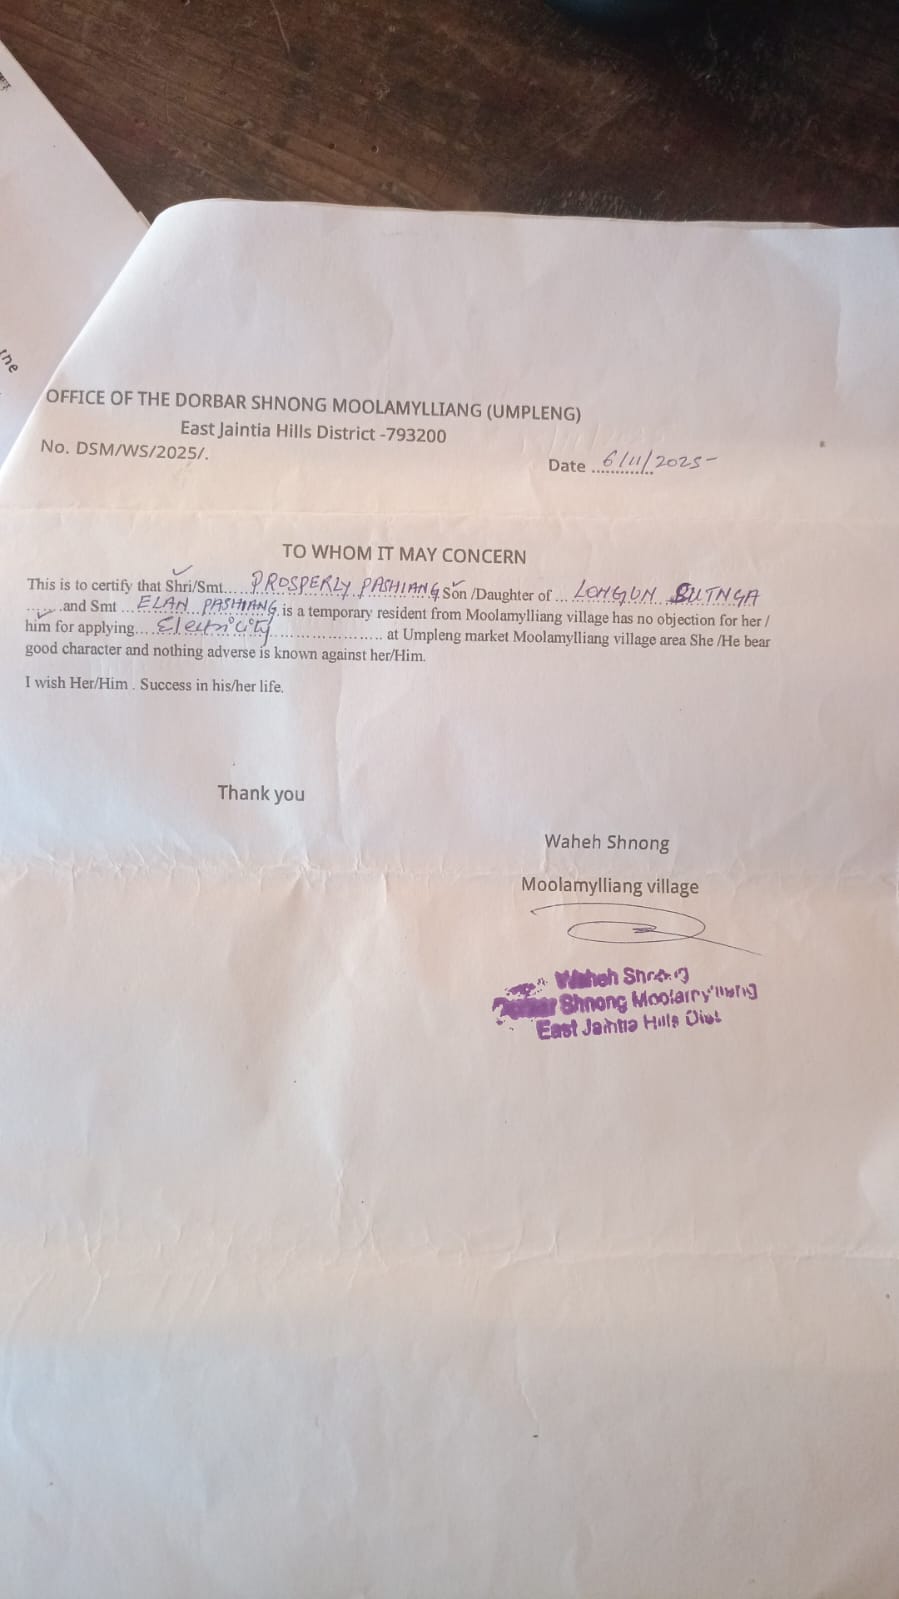 the
OFFICE OF THE DORBAR SHNONG MOOLAMYLLIANG (UMPLENG)
East Jaintia Hills District -793200
No. DSM/WS/2025/.
Date ............ 6/11/2025-
TO WHOM IT MAY CONCERN
This is to certify that Shri/Smt.... PROSPERLY PASHIANG Son /Daughter of ... LONGUN BUTNGA
.......and Smt ... ELAN PASHIANG is a temporary resident from Moolamylliang village has no objection for her /
him for applying.... Electricity ...................... at Umpleng market Moolamylliang village area She /He bear
good character and nothing adverse is known against her/Him.
I wish Her/Him . Success in his/her life.
Thank you
Waheh Shnong
Moolamylliang village
Waheh Shnong
Dorbar Shnong Moolamylliang
East Jaintia Hills Dist